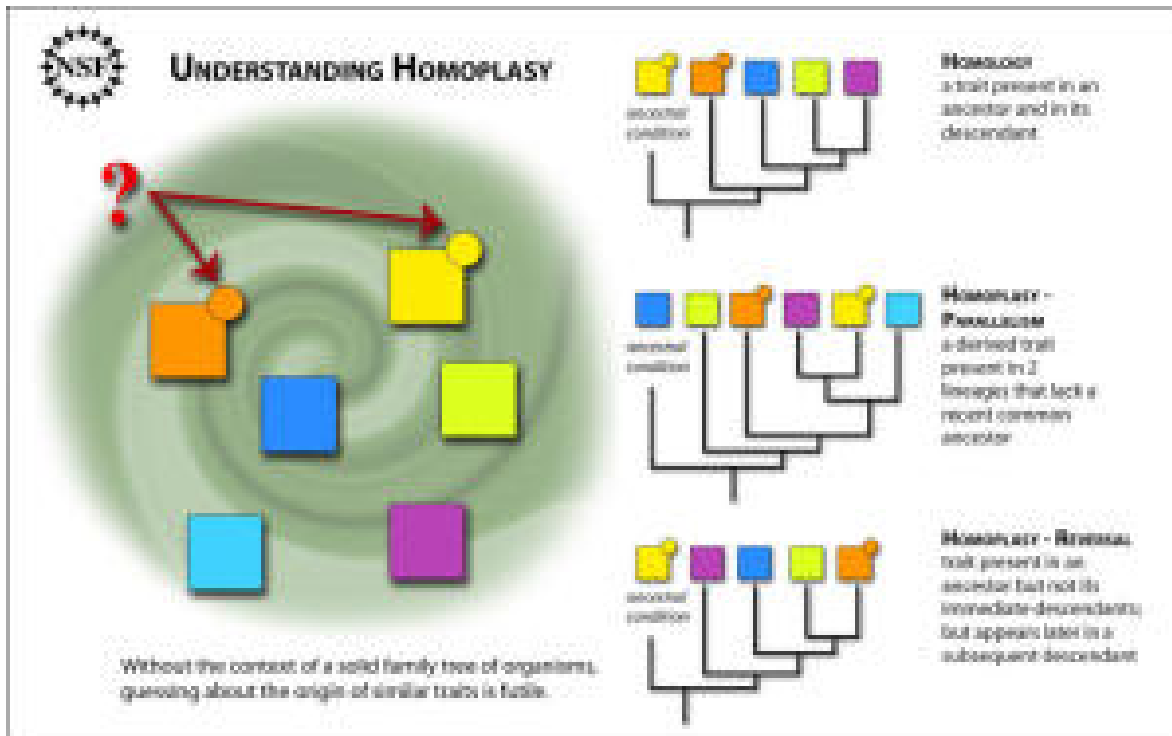 NSF
UNDERSTANDING HOMOPLASY
?
Without the context of a solid family tree of organisms,
guessing about the origin of similar traits is futile.
ancestral
condition
HOMOLOGY
a trait present in an
ancestor and in its
descendant
ancestral
condition
HOMOPLASY -
PARALLELISM
a derived trait
present in 2
lineages that lack a
recent common
ancestor
ancestral
condition
HOMOPLASY - REVERSAL
trait present in an
ancestor but not its
immediate descendants;
but appears later in a
subsequent descendant